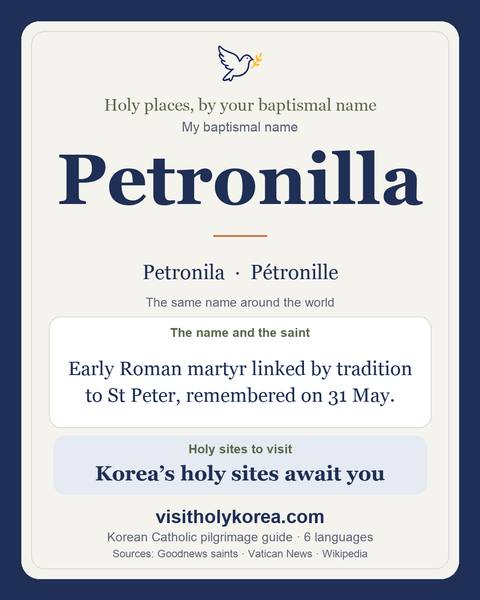 Holy places, by your baptismal name
My baptismal name
Petronilla
Petronila · Pétronille
The same name around the world
The name and the saint
Early Roman martyr linked by tradition
to St Peter, remembered on 31 May.
Holy sites to visit
Korea’s holy sites await you
visitholykorea.com
Korean Catholic pilgrimage guide · 6 languages
Sources: Goodnews saints · Vatican News · Wikipedia